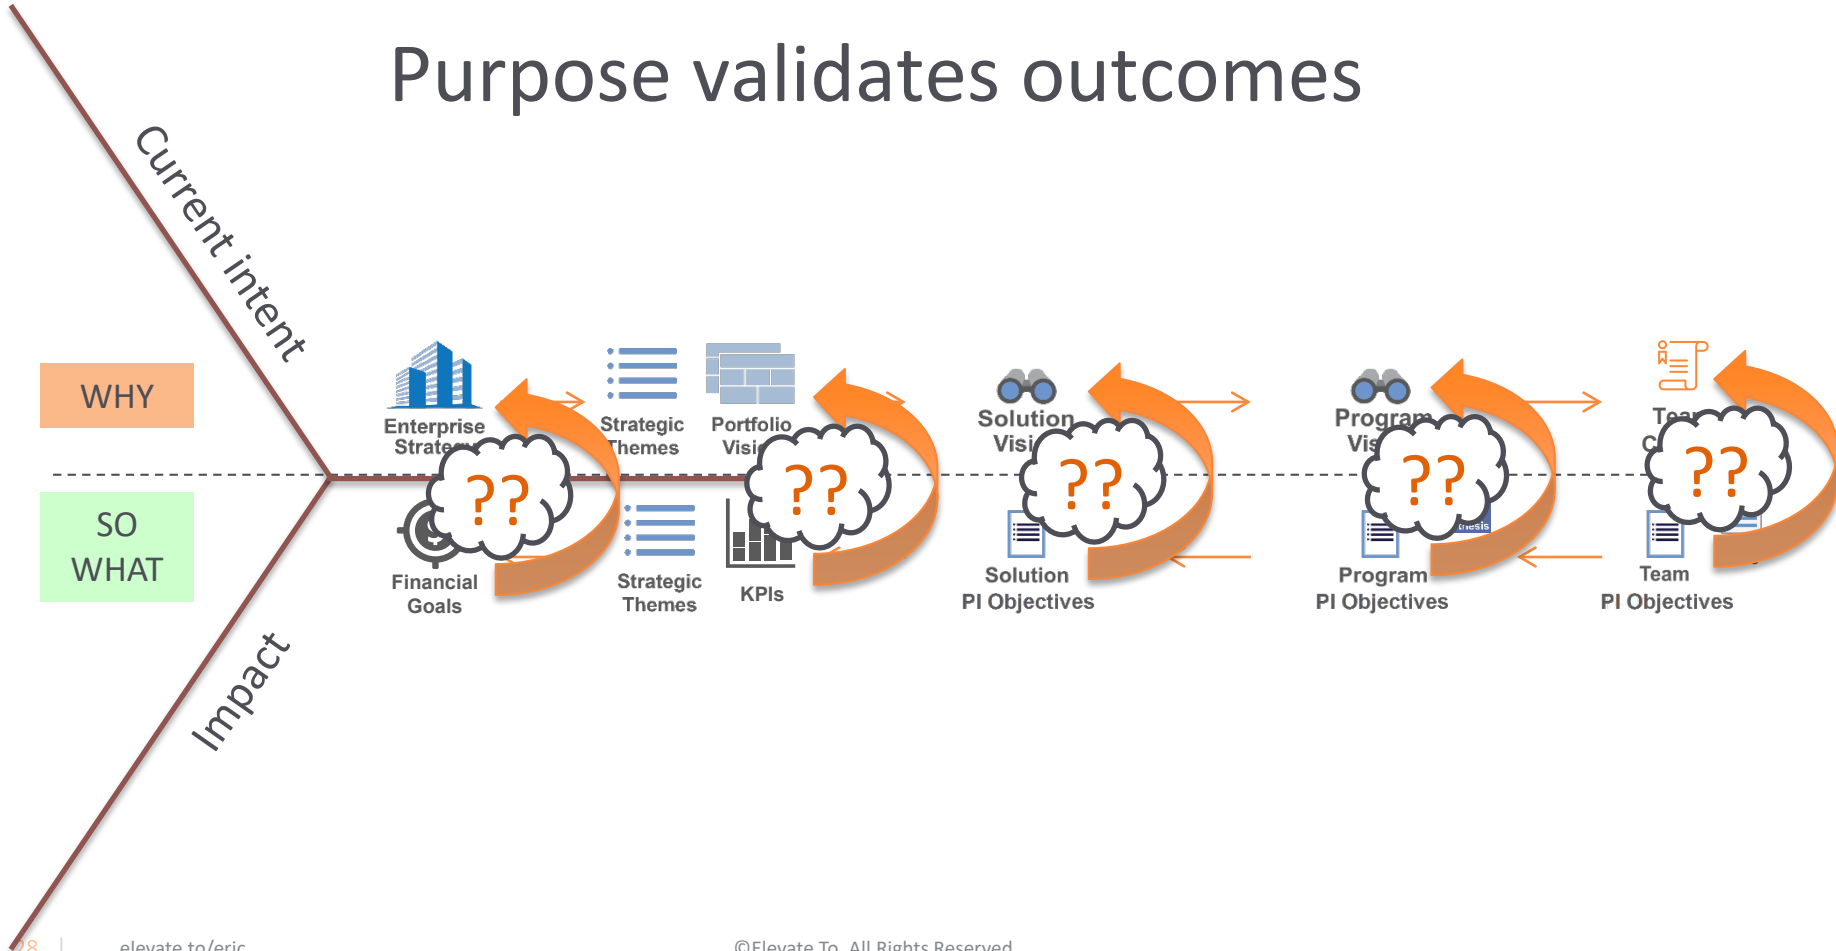 Purpose validates outcomes
Current intent
WHY
Enterprise
Strategic
Themes
Portfolio
Solution
Program
??
??
??
??
??
SO
WHAT
Financial
Goals
Strategic
Themes
KPIs
Solution
PI Objectives
Program
PI Objectives
Team
PI Objectives
Impact
28
elevate.to/eric
©Elevate.To. All Rights Reserved.